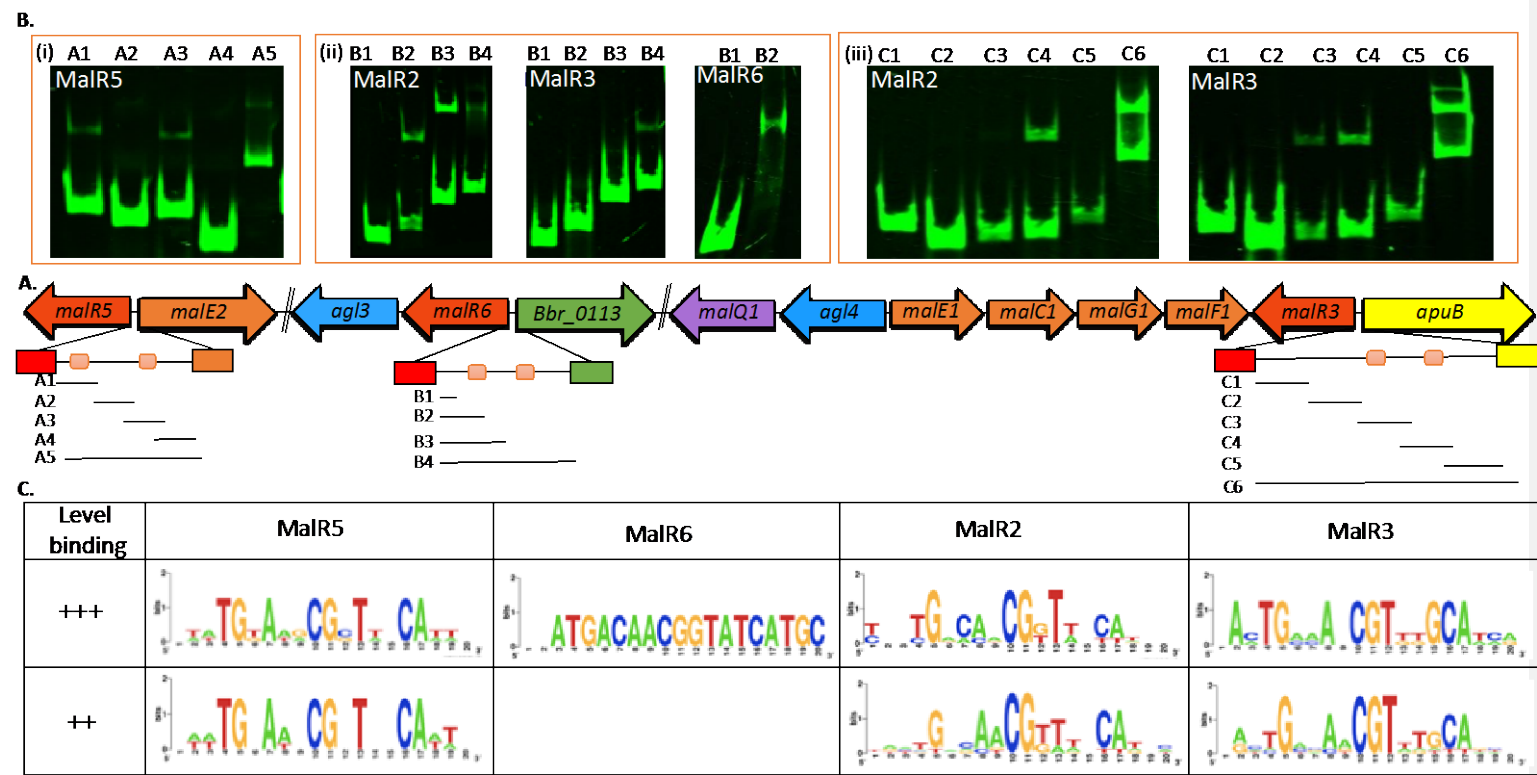 B.
(i) A1 A2 A3 A4 A5
MalR5
(ii) B1 B2 B3 B4 B1 B2 B3 B4 B1 B2
MalR2 MalR3 MalR6
(iii) C1 C2 C3 C4 C5 C6 C1 C2 C3 C4 C5 C6
MalR2 MalR3
A.
malR5 malE2 agl3 malR6 Bbr_0113 malQ1 agl4 malE1 malC1 malG1 malF1 malR3 apuB
A1
A2
A3
A4
A5
B1
B2
B3
B4
C1
C2
C3
C4
C5
C6
C.
Level binding MalR5 MalR6 MalR2 MalR3
+++
ATGACAACGGTATCATGC
++